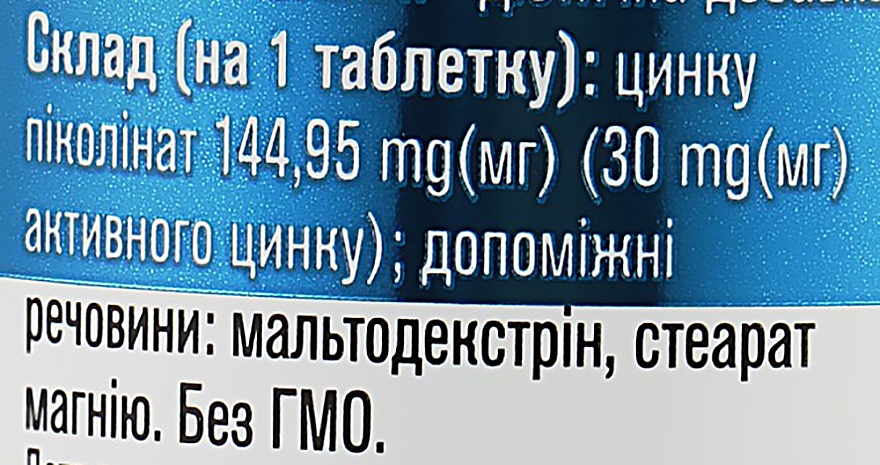 Склад (на 1 таблетку): цинку
піколінат 144,95 mg(мг) (30 mg(мг)
активного цинку); допоміжні
речовини: мальтодекстрін, стеарат
магнію. Без ГМО.